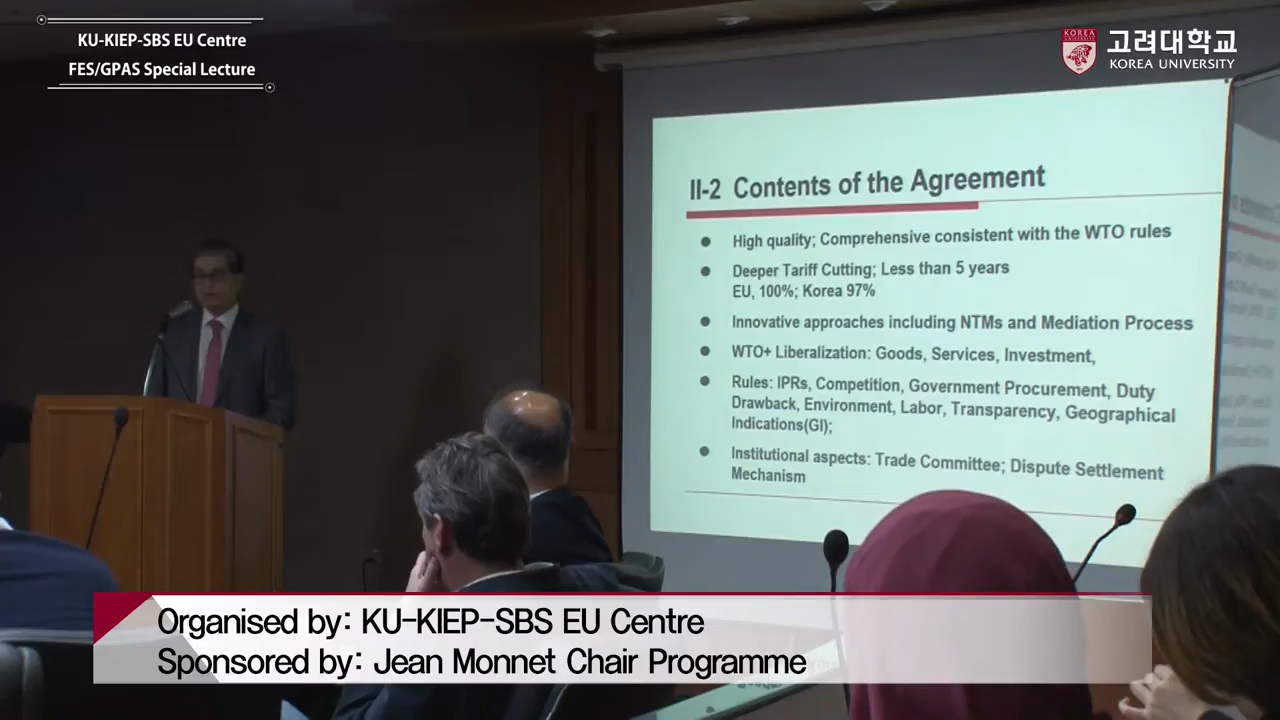 KU-KIEP-SBS EU Centre
FES/GPAS Special Lecture
KOREA
고려대학교
KOREA UNIVERSITY
II-2 Contents of the Agreement
High quality; Comprehensive consistent with the WTO rules
Deeper Tariff Cutting; Less than 5 years
EU, 100%; Korea 97%
Innovative approaches including NTMs and Mediation Process
WTO+ Liberalization: Goods, Services, Investment,
Rules: IPRs, Competition, Government Procurement, Duty
Drawback, Environment, Labor, Transparency, Geographical
Indications(GI);
Institutional aspects: Trade Committee; Dispute Settlement
Mechanism
Organised by: KU-KIEP-SBS EU Centre
Sponsored by: Jean Monnet Chair Programme